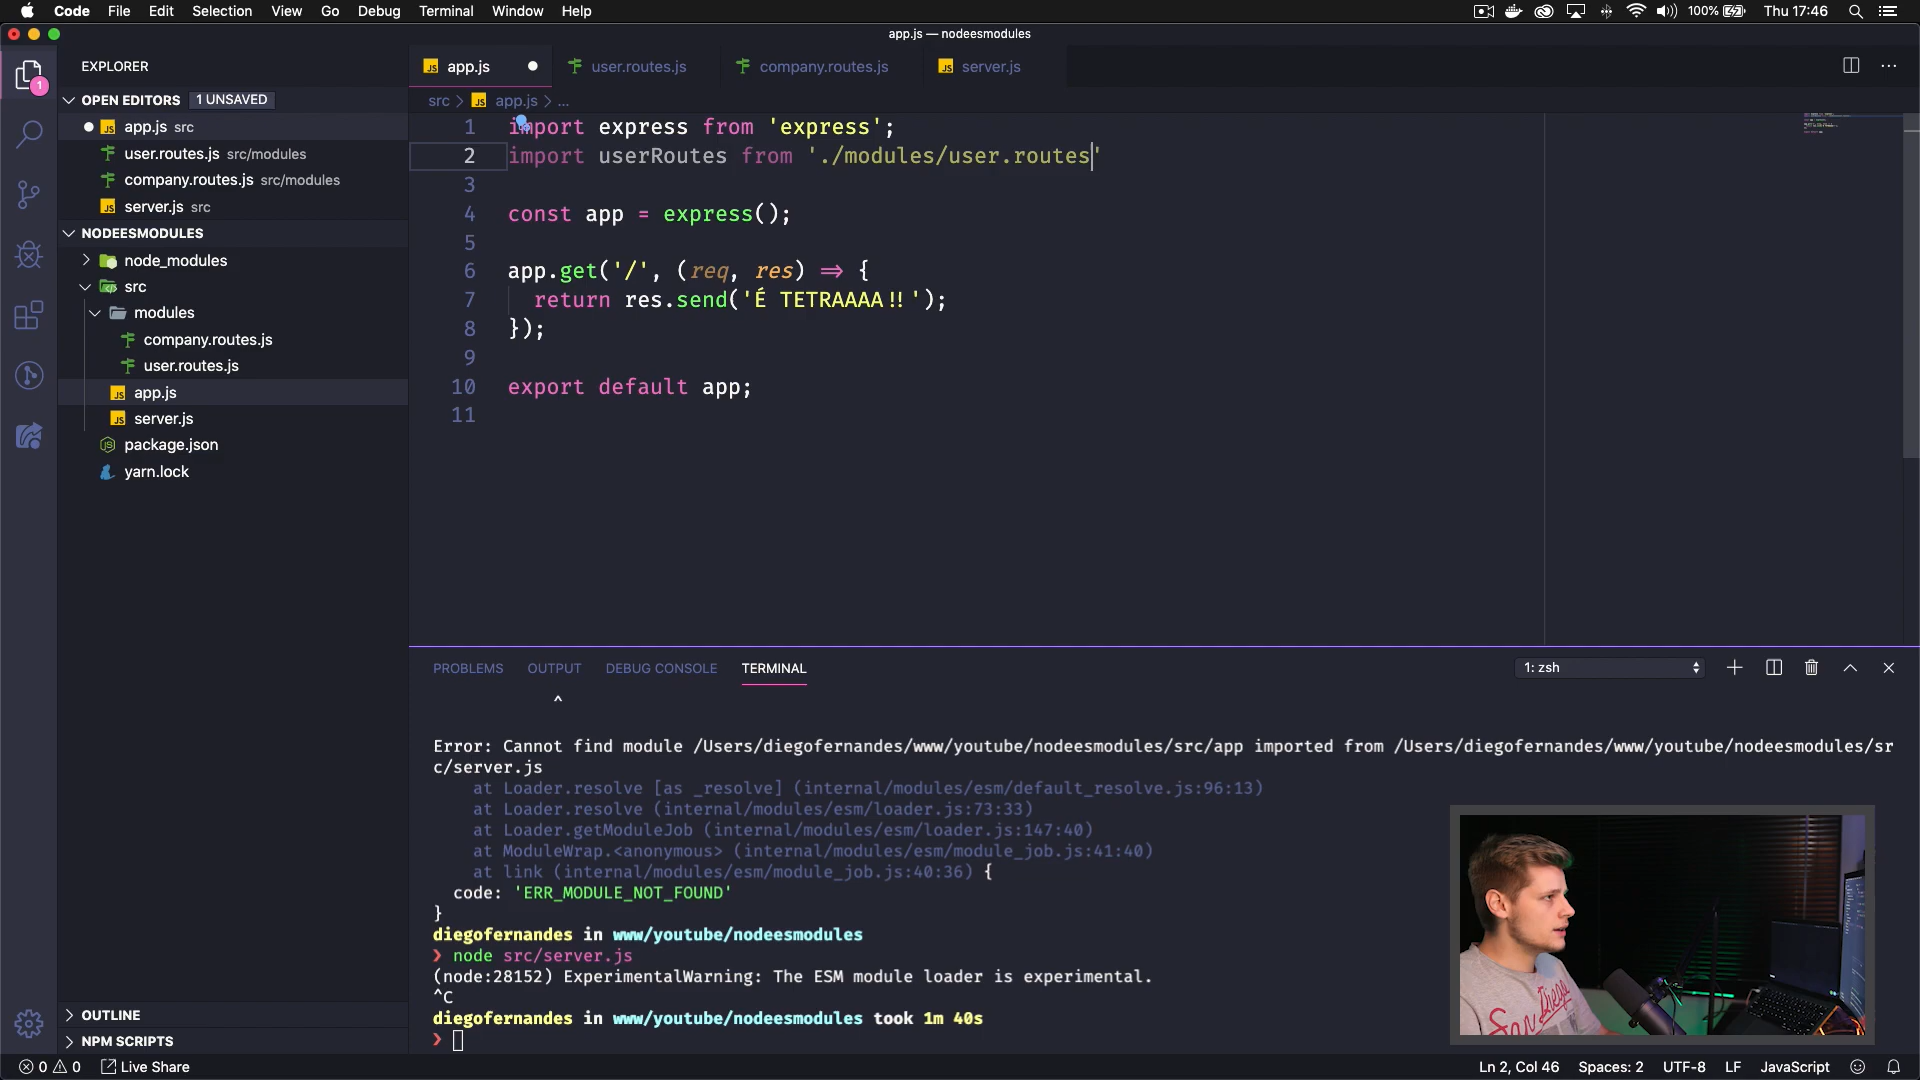 Code File Edit Selection View Go Debug Terminal Window Help 100% Thu 17:46
app.js — nodeesmodules
EXPLORER
OPEN EDITORS 1 UNSAVED
app.js src
user.routes.js src/modules
company.routes.js src/modules
server.js src
NODEESMODULES
node_modules
src
modules
company.routes.js
user.routes.js
app.js
server.js
package.json
yarn.lock
OUTLINE
NPM SCRIPTS
1
app.js user.routes.js company.routes.js server.js
src > app.js > ...
1 import express from 'express';
2 import userRoutes from './modules/user.routes'
3
4 const app = express();
5
6 app.get('/', (req, res) => {
7 return res.send('É TETRAAAA!!');
8 });
9
10 export default app;
11
PROBLEMS OUTPUT DEBUG CONSOLE TERMINAL 1: zsh
^
Error: Cannot find module /Users/diegofernandes/www/youtube/nodeesmodules/src/app imported from /Users/diegofernandes/www/youtube/nodeesmodules/sr
c/server.js
at Loader.resolve [as _resolve] (internal/modules/esm/default_resolve.js:96:13)
at Loader.resolve (internal/modules/esm/loader.js:73:33)
at Loader.getModuleJob (internal/modules/esm/loader.js:147:40)
at ModuleWrap.<anonymous> (internal/modules/esm/module_job.js:41:40)
at link (internal/modules/esm/module_job.js:40:36) {
code: 'ERR_MODULE_NOT_FOUND'
}
diegofernandes in www/youtube/nodeesmodules
❯ node src/server.js
(node:28152) ExperimentalWarning: The ESM module loader is experimental.
^C
diegofernandes in www/youtube/nodeesmodules took 1m 40s
❯
San Diego
0 0 Live Share Ln 2, Col 46 Spaces: 2 UTF-8 LF JavaScript